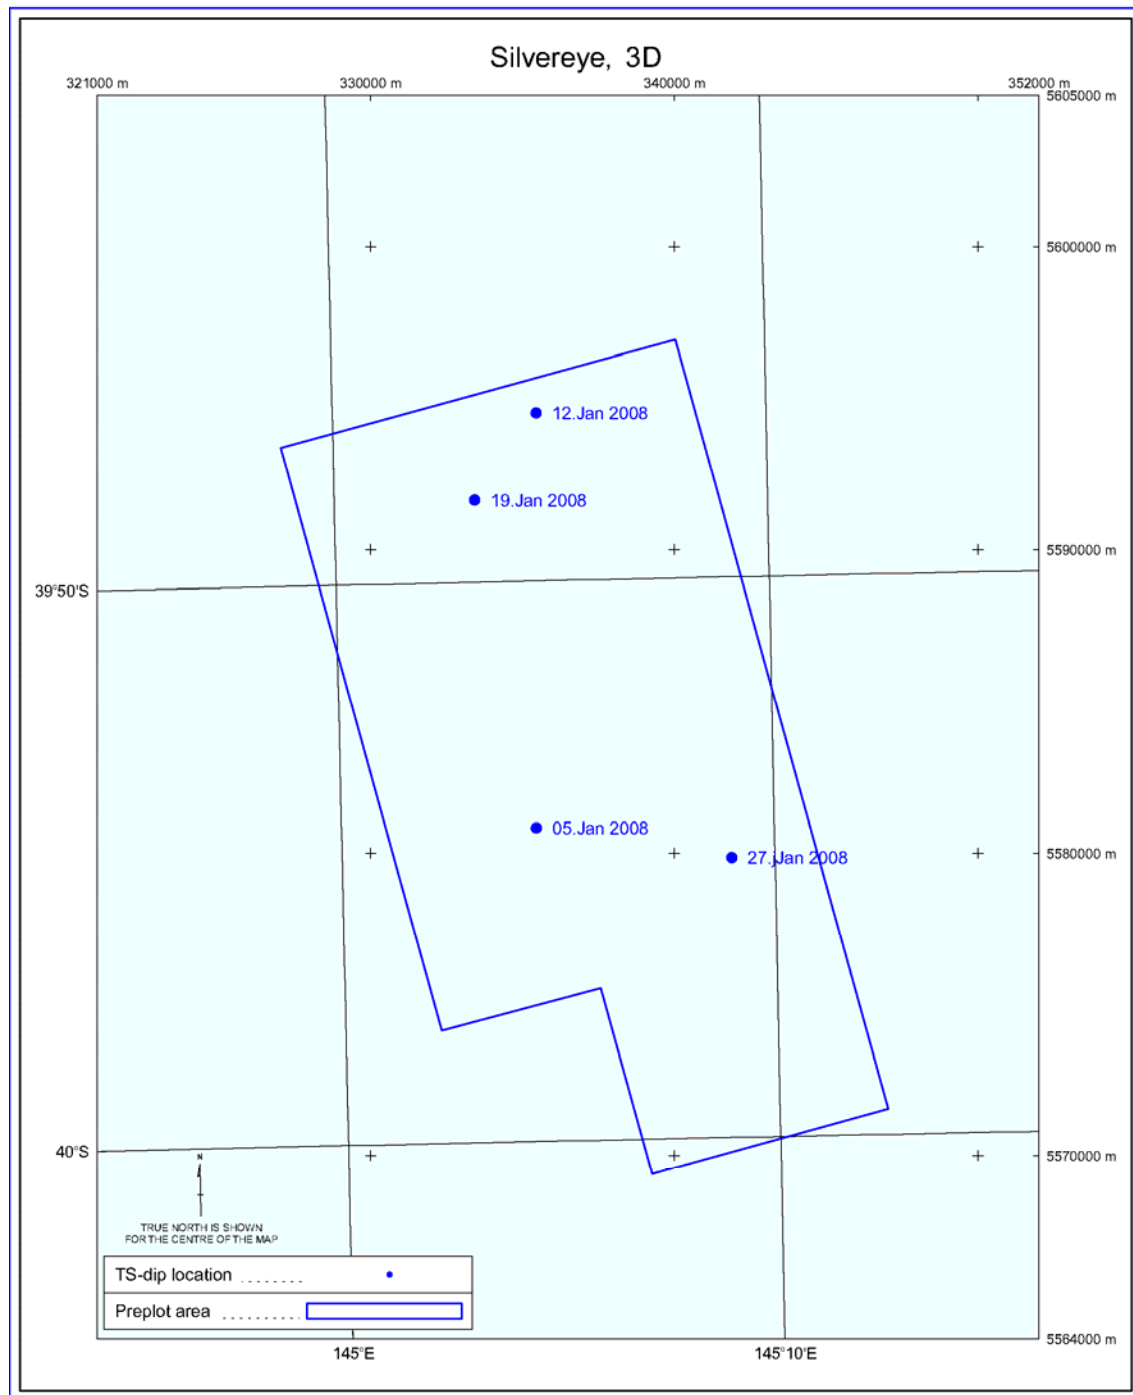 Silvereye, 3D
321000 m
330000 m
340000 m
352000 m
5605000 m
5600000 m
12.Jan 2008
19.Jan 2008
5590000 m
39°50'S
05.Jan 2008
27.jJan 2008
5580000 m
40°S
5570000 m
N
TRUE NORTH IS SHOWN
FOR THE CENTRE OF THE MAP
TS-dip location ........
Preplot area ..........
5564000 m
145°E
145°10'E